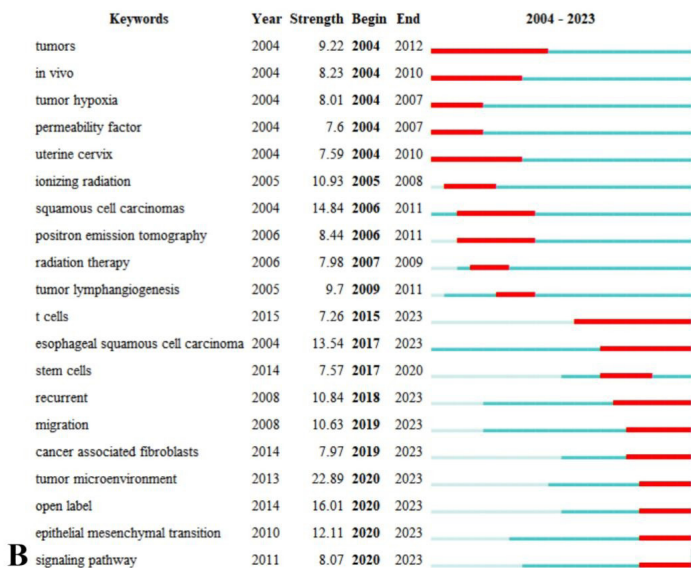 Keywords Year Strength Begin End 2004 - 2023
tumors 2004 9.22 2004 2012
in vivo 2004 8.23 2004 2010
tumor hypoxia 2004 8.01 2004 2007
permeability factor 2004 7.6 2004 2007
uterine cervix 2004 7.59 2004 2010
ionizing radiation 2005 10.93 2005 2008
squamous cell carcinomas 2004 14.84 2006 2011
positron emission tomography 2006 8.44 2006 2011
radiation therapy 2006 7.98 2007 2009
tumor lymphangiogenesis 2005 9.7 2009 2011
t cells 2015 7.26 2015 2023
esophageal squamous cell carcinoma 2004 13.54 2017 2023
stem cells 2014 7.57 2017 2020
recurrent 2008 10.84 2018 2023
migration 2008 10.63 2019 2023
cancer associated fibroblasts 2014 7.97 2019 2023
tumor microenvironment 2013 22.89 2020 2023
open label 2014 16.01 2020 2023
epithelial mesenchymal transition 2010 12.11 2020 2023
B signaling pathway 2011 8.07 2020 2023